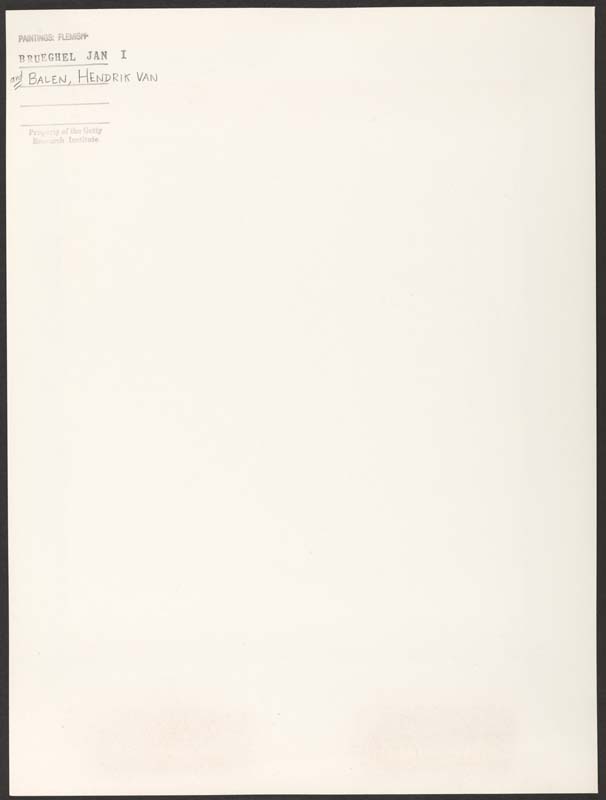 PAINTINGS: FLEMISH
BRUEGHEL JAN I
and BALEN, HENDRIK VAN
Property of the Getty
Research Institute